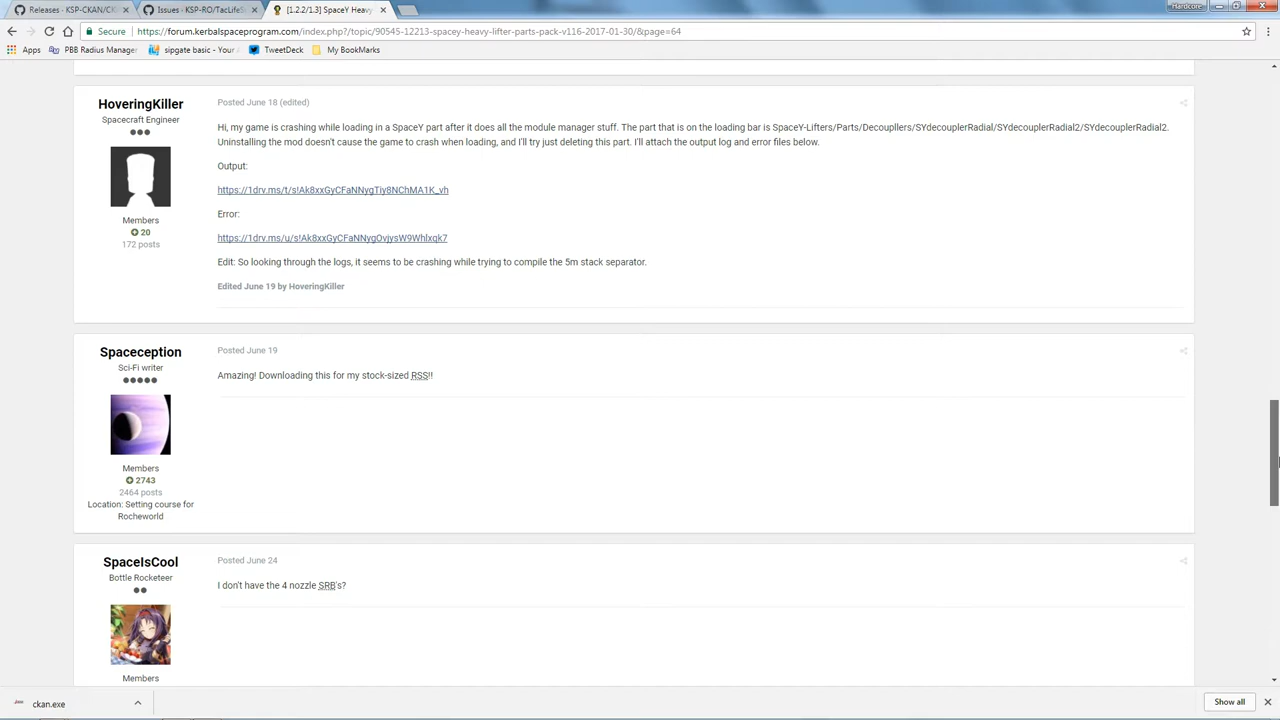 Releases - KSP-CKAN/CK
Issues - KSP-RO/TacLifeS
[1.2.2/1.3] SpaceY Heavy
Hardcore
Secure
https://forum.kerbalspaceprogram.com/index.php?/topic/90545-12213-spacey-heavy-lifter-parts-pack-v116-2017-01-30/&page=64
Apps
PBB Radius Manager
sipgate basic - Your A
TweetDeck
My BookMarks
HoveringKiller
Spacecraft Engineer
Members
20
172 posts
Posted June 18 (edited)
Hi, my game is crashing while loading in a SpaceY part after it does all the module manager stuff. The part that is on the loading bar is SpaceY-Lifters/Parts/Decoupllers/SYdecouplerRadial/SYdecouplerRadial2/SYdecouplerRadial2.
Uninstalling the mod doesn't cause the game to crash when loading, and I'll try just deleting this part. I'll attach the output log and error files below.
Output:
https://1drv.ms/t/s!Ak8xxGyCFaNNygTiy8NChMA1K_vh
Error:
https://1drv.ms/u/s!Ak8xxGyCFaNNygOvjysW9Whlxqk7
Edit: So looking through the logs, it seems to be crashing while trying to compile the 5m stack separator.
Edited June 19 by HoveringKiller
Spaceception
Sci-Fi writer
Members
2743
2464 posts
Location: Setting course for
Rocheworld
Posted June 19
Amazing! Downloading this for my stock-sized RSS!!
SpaceIsCool
Bottle Rocketeer
Members
Posted June 24
I don't have the 4 nozzle SRB's?
ckan.exe
Show all